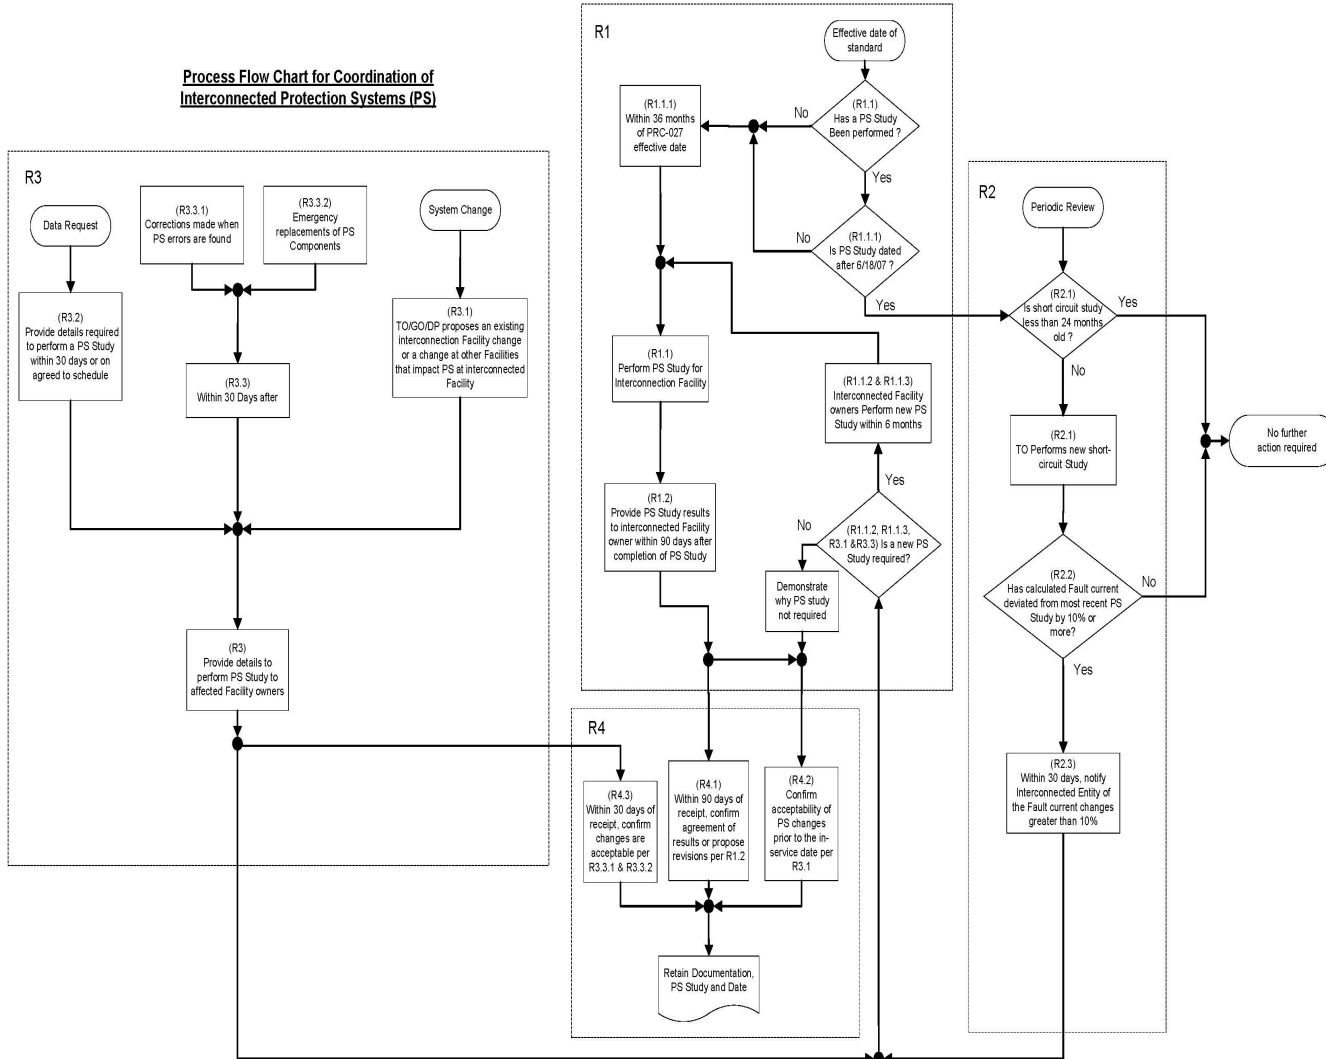 Process Flow Chart for Coordination of
Interconnected Protection Systems (PS)
R3
Data Request
(R3.3.1)
Corrections made when
PS errors are found
(R3.3.2)
Emergency
replacements of PS
Components
System Change
(R3.2)
Provide details required
to perform a PS Study
within 30 days or on
agreed to schedule
(R3.3)
Within 30 Days after
(R3.1)
TO/GO/DP proposes an existing
interconnection Facility change
or a change at other Facilities
that impact PS at interconnected
Facility
(R3)
Provide details to
perform PS Study to
affected Facility owners
R1
Effective date of
standard
(R1.1)
Has a PS Study
Been performed ?
No
Yes
(R1.1.1)
Within 36 months
of PRC-027
effective date
(R1.1.1)
Is PS Study dated
after 6/18/07 ?
No
Yes
(R1.1)
Perform PS Study for
Interconnection Facility
(R1.1.2 & R1.1.3)
Interconnected Facility
owners Perform new PS
Study within 6 months
(R1.2)
Provide PS Study results
to interconnected Facility
owner within 90 days after
completion of PS Study
Yes
No
(R1.1.2, R1.1.3,
R3.1 &R3.3) Is a new PS
Study required?
Demonstrate
why PS study
not required
R2
Periodic Review
(R2.1)
Is short circuit study
less than 24 months
old ?
Yes
No
(R2.1)
TO Performs new short-
circuit Study
No further
action required
(R2.2)
Has calculated Fault current
deviated from most recent PS
Study by 10% or
more?
No
Yes
(R2.3)
Within 30 days, notify
Interconnected Entity of
the Fault current changes
greater than 10%
R4
(R4.3)
Within 30 days of
receipt, confirm
changes are
acceptable per
R3.3.1 & R3.3.2
(R4.1)
Within 90 days of
receipt, confirm
agreement of
results or propose
revisions per R1.2
(R4.2)
Confirm
acceptability of
PS changes
prior to the in-
service date per
R3.1
Retain Documentation,
PS Study and Date